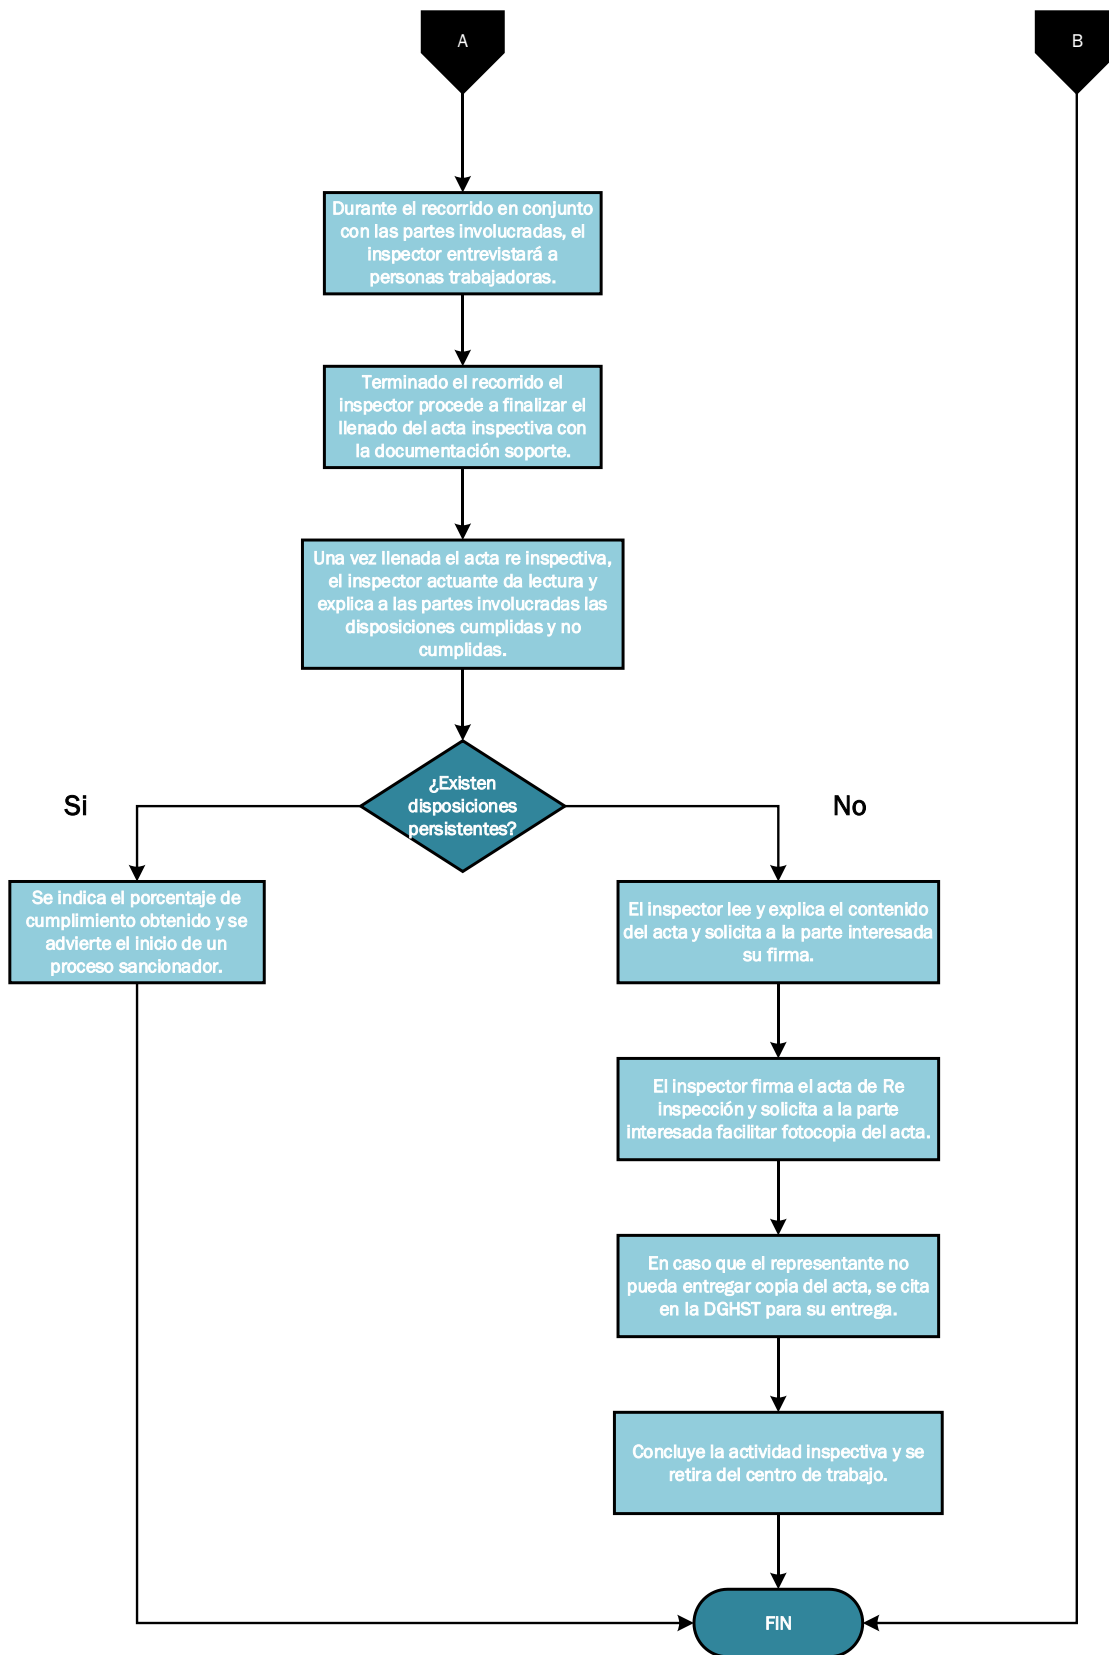 A
B
Durante el recorrido en conjunto
con las partes involucradas, el
inspector entrevistará a
personas trabajadoras.
Terminado el recorrido el
inspector procede a finalizar el
llenado del acta inspectiva con
la documentación soporte.
Una vez llenada el acta re inspectiva,
el inspector actuante da lectura y
explica a las partes involucradas las
disposiciones cumplidas y no
cumplidas.
¿Existen
disposiciones
persistentes?
Si
No
Se indica el porcentaje de
cumplimiento obtenido y se
advierte el inicio de un
proceso sancionador.
El inspector lee y explica el contenido
del acta y solicita a la parte interesada
su firma.
El inspector firma el acta de Re
inspección y solicita a la parte
interesada facilitar fotocopia del acta.
En caso que el representante no
pueda entregar copia del acta, se cita
en la DGHST para su entrega.
Concluye la actividad inspectiva y se
retira del centro de trabajo.
FIN